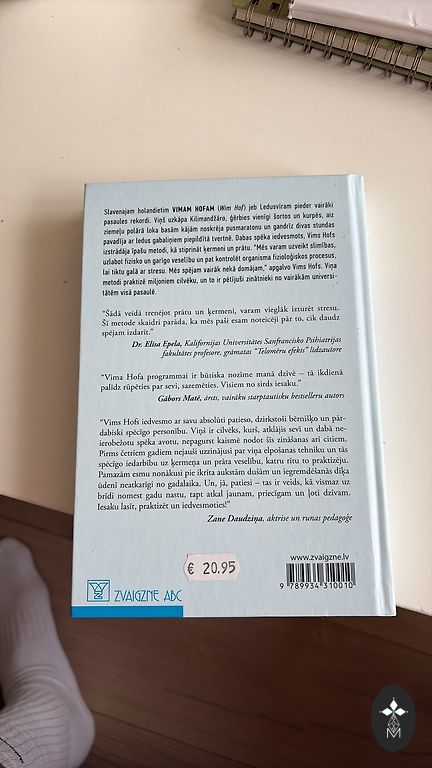 Slavenajam holandietim VIMAM HOFAM (Wim Hof) jeb Ledusvīram pieder vairāki
pasaules rekordi. Viņš uzkāpa Kilimandžāro, ģērbies vienīgi šortos un kurpēs, aiz
ziemeļu polārā loka basām kājām noskrēja pusmaratonu un gandrīz divas stundas
pavadīja ar ledus gabaliņiem piepildītā tvertnē. Dabas spēka iedvesmots, Vims Hofs
izstrādāja īpašu metodi, kā stiprināt ķermeni un prātu. "Mēs varam uzveikt slimības,
uzlabot fizisko un garīgo veselību un pat kontrolēt organisma fizioloģiskos procesus,
lai tiktu galā ar stresu. Mēs spējam vairāk nekā domājam," apgalvo Vims Hofs. Viņa
metodi praktizē miljoniem cilvēku, un to ir pētījuši zinātnieki no vairākām universi-
tātēm visā pasaulē.
"Šādā veidā trenējot prātu un ķermeni, varam vieglāk izturēt stresu.
Šī metode skaidri parāda, ka mēs paši esam noteicēji pār to, cik daudz
spējam izdarīt."
Dr. Elisa Epela, Kalifornijas Universitātes Sanfrancisko Psihiatrijas
fakultātes profesore, grāmatas "Telomēru efekts" līdzautore
"Vima Hofa programmai ir būtiska nozīme manā dzīvē – tā ikdienā
palīdz rūpēties par sevi, sazemēties. Visiem no sirds iesaku."
Gabors Matē, ārsts, vairāku starptautisku bestselleru autors
"Vims Hofs iedvesmo ar savu absolūti patieso, dzirkstoši bērnišķo un pāt-
dabiski spēcīgo personību. Viņš ir cilvēks, kurš, atklājis sevī un dabā ne-
ierobežotu spēka avotu, nepagurst kaismē nodot šīs zināšanas arī citiem.
Pirms četriem gadiem nejauši uzzinājusi par viņa elpošanas tehniku un tās
spēcīgo iedarbību uz ķermeņa un prāta veselību, katru rītu to praktizēju.
Pamazām esmu nonākusi pie ikrīta aukstām dušām un iegremdēšanās dīķa
ūdenī neatkarīgi no gadalaika. Un, jā, patiesi – tas ir veids, kā vismaz uz
brīdi nomest gadu nastu, tapt atkal jaunam, priecīgam un ļoti dzīvam.
Iesaku lasīt, praktizēt un iedvesmoties!"
Zane Daudziņa, aktrise un runas pedagoģe
€ 20.95
www.zvaigzne.lv
9 789934 310010
ZVAIGZNE ABC
M